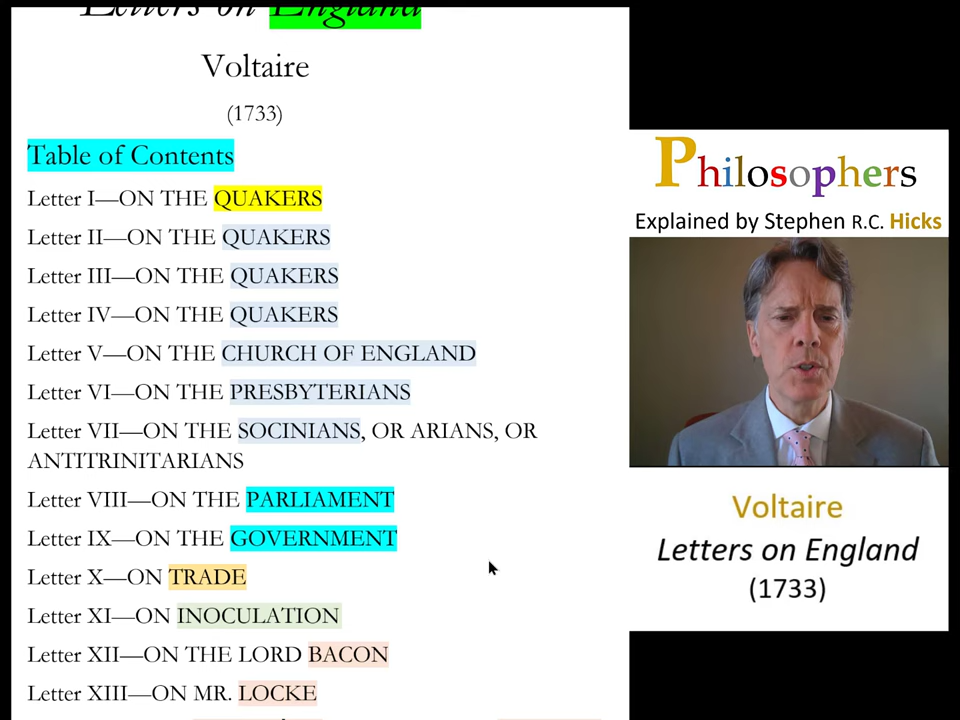 Letters on England
Voltaire
(1733)
Table of Contents
Letter I—ON THE QUAKERS
Letter II—ON THE QUAKERS
Letter III—ON THE QUAKERS
Letter IV—ON THE QUAKERS
Letter V—ON THE CHURCH OF ENGLAND
Letter VI—ON THE PRESBYTERIANS
Letter VII—ON THE SOCINIANS, OR ARIANS, OR
ANTITRINITARIANS
Letter VIII—ON THE PARLIAMENT
Letter IX—ON THE GOVERNMENT
Letter X—ON TRADE
Letter XI—ON INOCULATION
Letter XII—ON THE LORD BACON
Letter XIII—ON MR. LOCKE
Philosophers
Explained by Stephen R.C. Hicks
Voltaire
Letters on England
(1733)